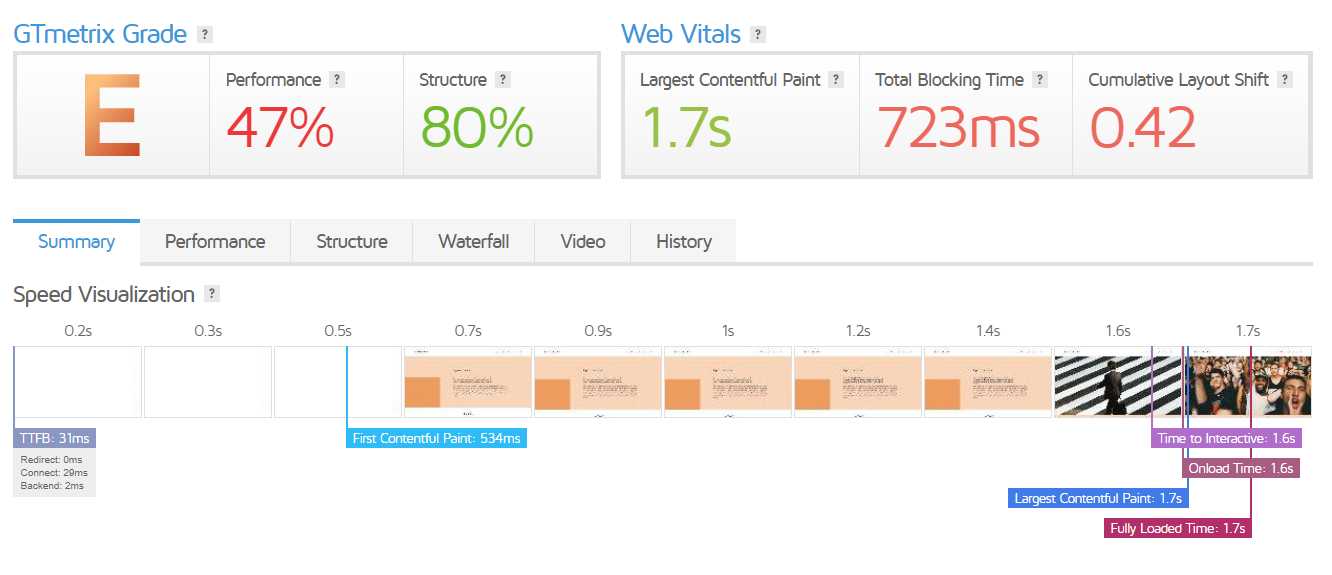 GTmetrix Grade ?
Web Vitals ?
E
Performance ?
47%
Structure ?
80%
Largest Contentful Paint ?
1.7s
Total Blocking Time ?
723ms
Cumulative Layout Shift ?
0.42
Summary
Performance
Structure
Waterfall
Video
History
Speed Visualization ?
0.2s
0.3s
0.5s
0.7s
0.9s
1s
1.2s
1.4s
1.6s
1.7s
TTFB: 31ms
Redirect: 0ms
Connect: 29ms
Backend: 2ms
First Contentful Paint: 534ms
Time to Interactive: 1.6s
Onload Time: 1.6s
Largest Contentful Paint: 1.7s
Fully Loaded Time: 1.7s